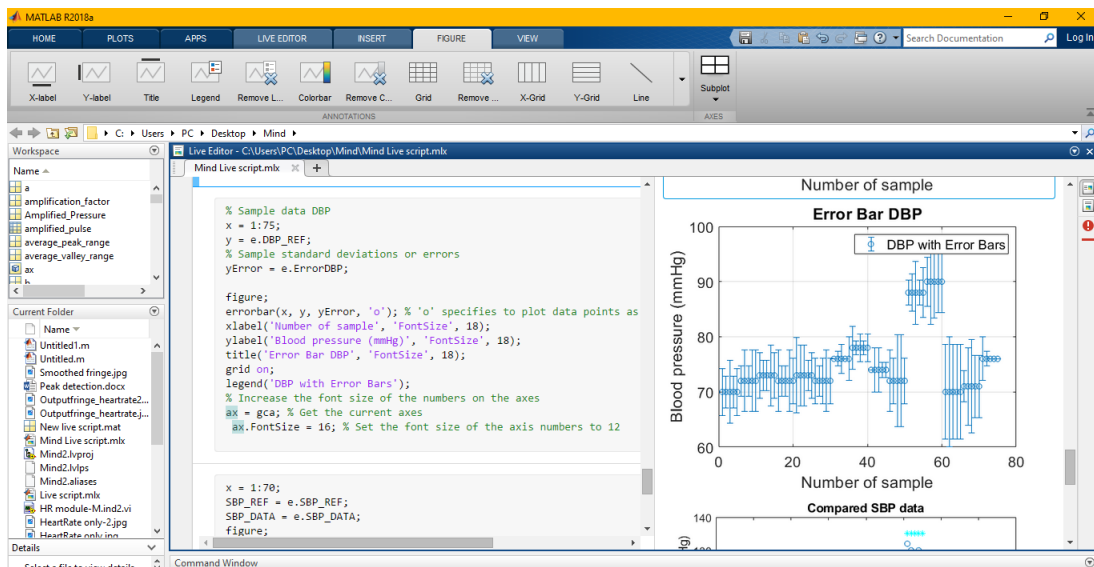 MATLAB R2018a
HOME PLOTS APPS LIVE EDITOR INSERT FIGURE VIEW
Search Documentation
Log In
X-label Y-label Title Legend Remove L... Colorbar Remove C... Grid Remove ... X-Grid Y-Grid Line
Subplot
ANNOTATIONS AXES
C: Users PC Desktop Mind
Workspace
Name
a
amplification_factor
Amplified_Pressure
amplified_pulse
average_peak_range
average_valley_range
ax
Current Folder
Name
Untitled1.m
Untitled.m
Smoothed fringe.jpg
Peak detection.docx
Outputfringe_heartrate2...
Outputfringe_heartrate.j...
New live script.mat
Mind Live script.mlx
Mind2.lvproj
Mind2.lvlps
Mind2.aliases
Live script.mlx
HR module-M.ind2.vi
HeartRate only-2.jpg
HeartRate only.jpg
Details
Select a file to view details
Live Editor - C:\Users\PC\Desktop\Mind\Mind Live script.mlx
Mind Live script.mlx
% Sample data DBP
x = 1:75;
y = e.DBP_REF;
% Sample standard deviations or errors
yError = e.ErrorDBP;
figure;
errorbar(x, y, yError, 'o'); % 'o' specifies to plot data points as
xlabel('Number of sample', 'FontSize', 18);
ylabel('Blood pressure (mmHg)', 'FontSize', 18);
title('Error Bar DBP', 'FontSize', 18);
grid on;
legend('DBP with Error Bars');
% Increase the font size of the numbers on the axes
ax = gca; % Get the current axes
ax.FontSize = 16; % Set the font size of the axis numbers to 12
x = 1:70;
SBP_REF = e.SBP_REF;
SBP_DATA = e.SBP_DATA;
figure;
Number of sample
Error Bar DBP
DBP with Error Bars
Blood pressure (mmHg)
100
90
80
70
60
0 20 40 60 80
Number of sample
Compared SBP data
140
Command Window